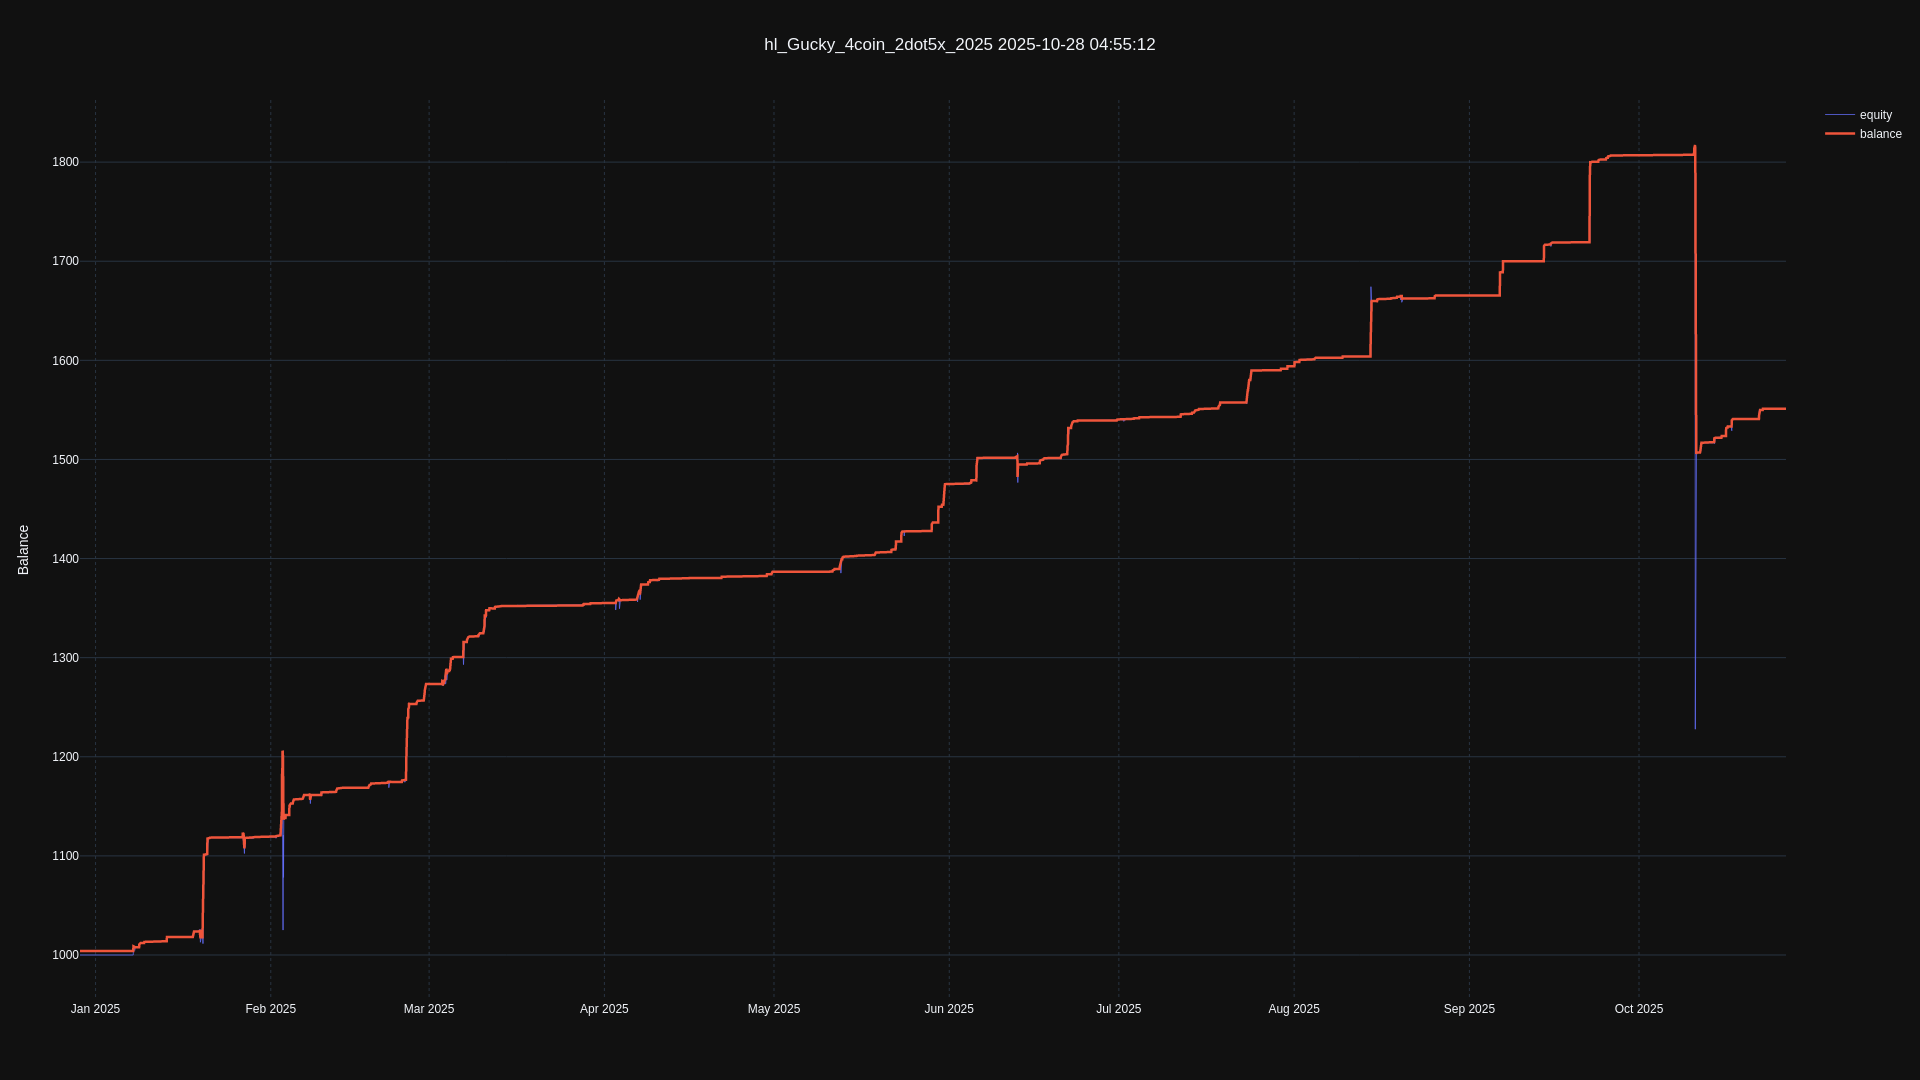 hl_Gucky_4coin_2dot5x_2025 2025-10-28 04:55:12
equity
balance
1800
1700
1600
1500
1400
1300
1200
1100
1000
Balance
Jan 2025
Feb 2025
Mar 2025
Apr 2025
May 2025
Jun 2025
Jul 2025
Aug 2025
Sep 2025
Oct 2025